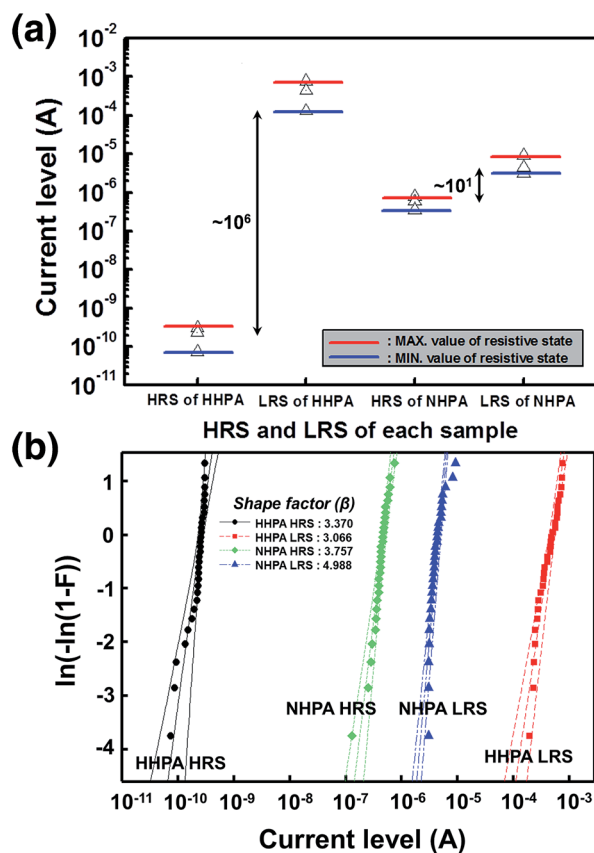 (a)
10⁻²
10⁻³
10⁻⁴
10⁻⁵
10⁻⁶
10⁻⁷
10⁻⁸
10⁻⁹
10⁻¹⁰
10⁻¹¹
Current level (A)
~10⁶
~10¹
: MAX. value of resistive state
: MIN. value of resistive state
HRS of HHPA LRS of HHPA HRS of NHPA LRS of NHPA
HRS and LRS of each sample
(b)
1
0
-1
-2
-3
-4
ln(-ln(1-F))
Shape factor (β)
HHPA HRS : 3.370
HHPA LRS : 3.066
NHPA HRS : 3.757
NHPA LRS : 4.988
NHPA HRS
NHPA LRS
HHPA HRS
HHPA LRS
10⁻¹¹ 10⁻¹⁰ 10⁻⁹ 10⁻⁸ 10⁻⁷ 10⁻⁶ 10⁻⁵ 10⁻⁴ 10⁻³
Current level (A)